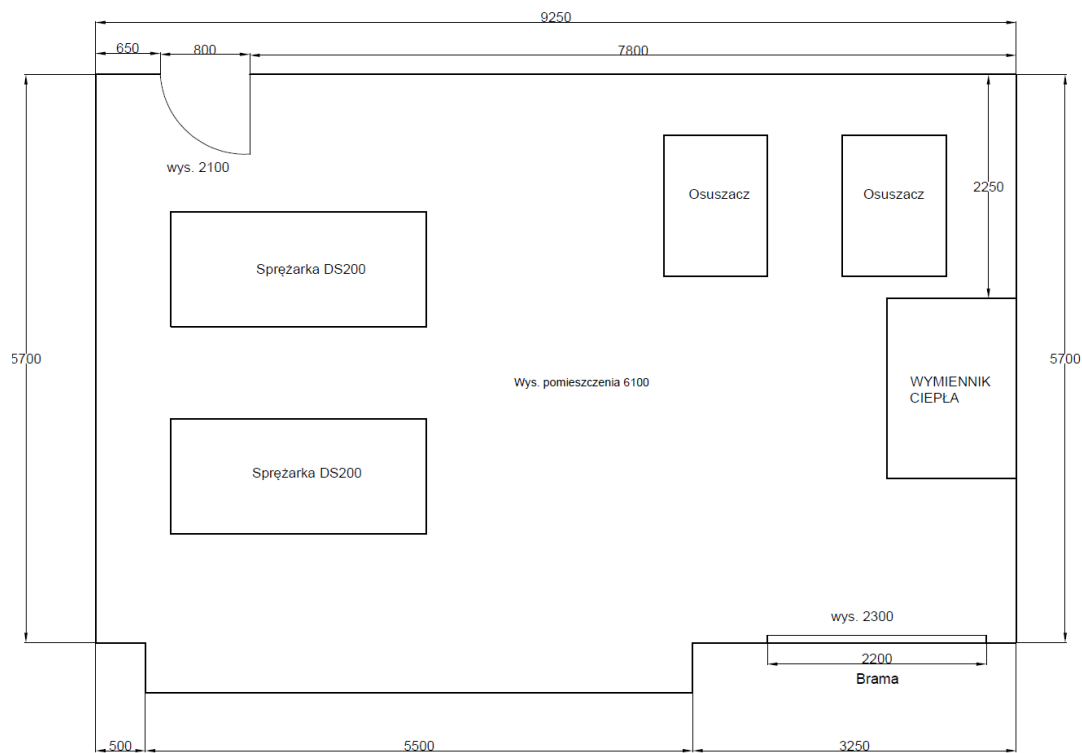 9250
650
800
7800
wys. 2100
Osuszacz
Osuszacz
2250
Sprężarka DS200
5700
5700
Wys. pomieszczenia 6100
WYMIENNIK
CIEPŁA
Sprężarka DS200
wys. 2300
2200
Brama
500
5500
3250